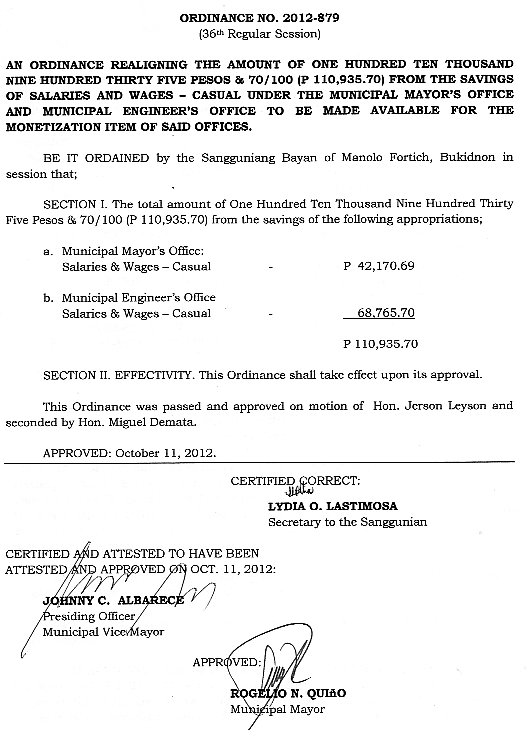 ORDINANCE NO. 2012-879
(36th Regular Session)
AN ORDINANCE REALIGNING THE AMOUNT OF ONE HUNDRED TEN THOUSAND
NINE HUNDRED THIRTY FIVE PESOS & 70/100 (P 110,935.70) FROM THE SAVINGS
OF SALARIES AND WAGES – CASUAL UNDER THE MUNICIPAL MAYOR'S OFFICE
AND MUNICIPAL ENGINEER'S OFFICE TO BE MADE AVAILABLE FOR THE
MONETIZATION ITEM OF SAID OFFICES.
BE IT ORDAINED by the Sangguniang Bayan of Manolo Fortich, Bukidnon in
session that;
SECTION I. The total amount of One Hundred Ten Thousand Nine Hundred Thirty
Five Pesos & 70/100 (P 110,935.70) from the savings of the following appropriations;
a. Municipal Mayor's Office:
Salaries & Wages – Casual - P 42,170.69
b. Municipal Engineer's Office
Salaries & Wages – Casual - 68,765.70
P 110,935.70
SECTION II. EFFECTIVITY. This Ordinance shall take effect upon its approval.
This Ordinance was passed and approved on motion of Hon. Jerson Leyson and
seconded by Hon. Miguel Demata.
APPROVED: October 11, 2012.
CERTIFIED CORRECT:
LYDIA O. LASTIMOSA
Secretary to the Sanggunian
CERTIFIED AND ATTESTED TO HAVE BEEN
ATTESTED AND APPROVED ON OCT. 11, 2012:
JOHNNY C. ALBARECE
Presiding Officer
Municipal Vice Mayor
APPROVED:
ROGELIO N. QUIÑO
Municipal Mayor